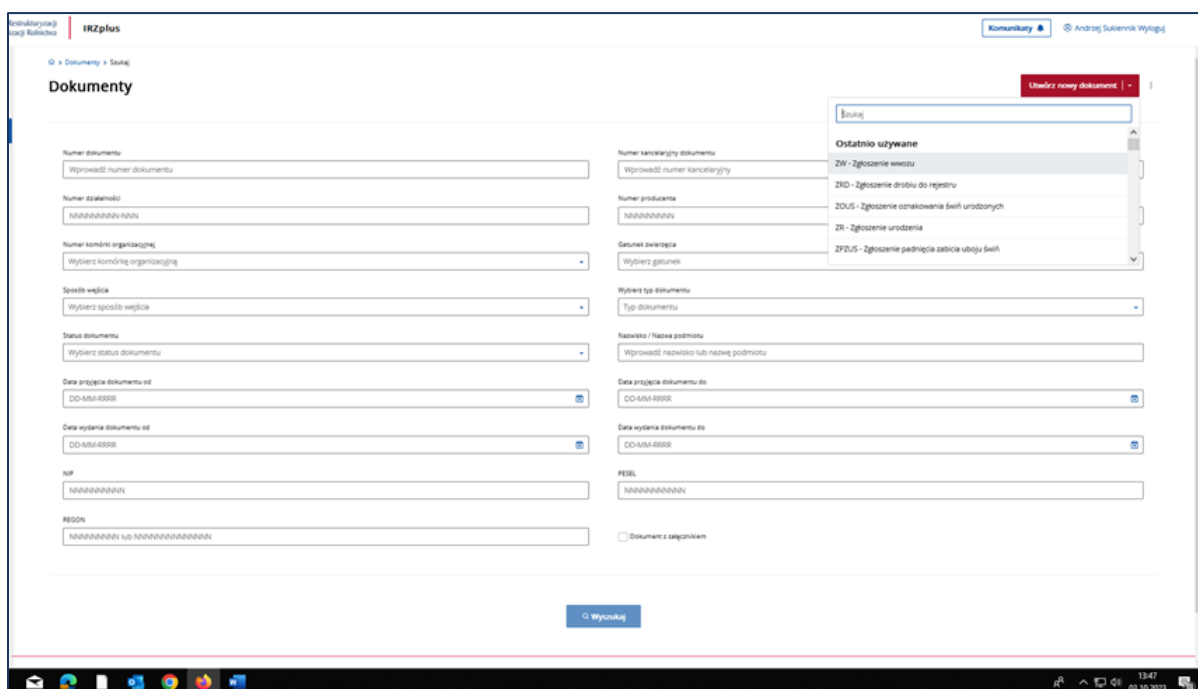 Restrukturyzacji
izacji Rolnictwa
IRZplus
Komunikaty
Andrzej Sukiennik Wyloguj
> Dokumenty > Szukaj
Dokumenty
Utwórz nowy dokument
Szukaj
Ostatnio używane
ZW - Zgłoszenie wwozu
ZRD - Zgłoszenie drobiu do rejestru
ZOUS - Zgłoszenie oznakowania świń urodzonych
ZR - Zgłoszenie urodzenia
ZPZUS - Zgłoszenie padnięcia zabicia uboju świń
Numer dokumentu
Wprowadź numer dokumentu
Numer kancelaryjny dokumentu
Wprowadź numer kancelaryjny
Numer działalności
NNNNNNNNN-NNN
Numer producenta
NNNNNNNNN
Numer komórki organizacyjnej
Wybierz komórkę organizacyjną
Gatunek zwierzęcia
Wybierz gatunek
Sposób wejścia
Wybierz sposób wejścia
Wybierz typ dokumentu
Typ dokumentu
Status dokumentu
Wybierz status dokumentu
Nazwisko / Nazwa podmiotu
Wprowadź nazwisko lub nazwę podmiotu
Data przyjęcia dokumentu od
DD-MM-RRRR
Data przyjęcia dokumentu do
DD-MM-RRRR
Data wydania dokumentu od
DD-MM-RRRR
Data wydania dokumentu do
DD-MM-RRRR
NIP
NNNNNNNNNN
PESEL
NNNNNNNNNNN
REGON
NNNNNNNNN lub NNNNNNNNNNNNNN
Dokument z załącznikiem
Wyszukaj
13:47
03.10.2023